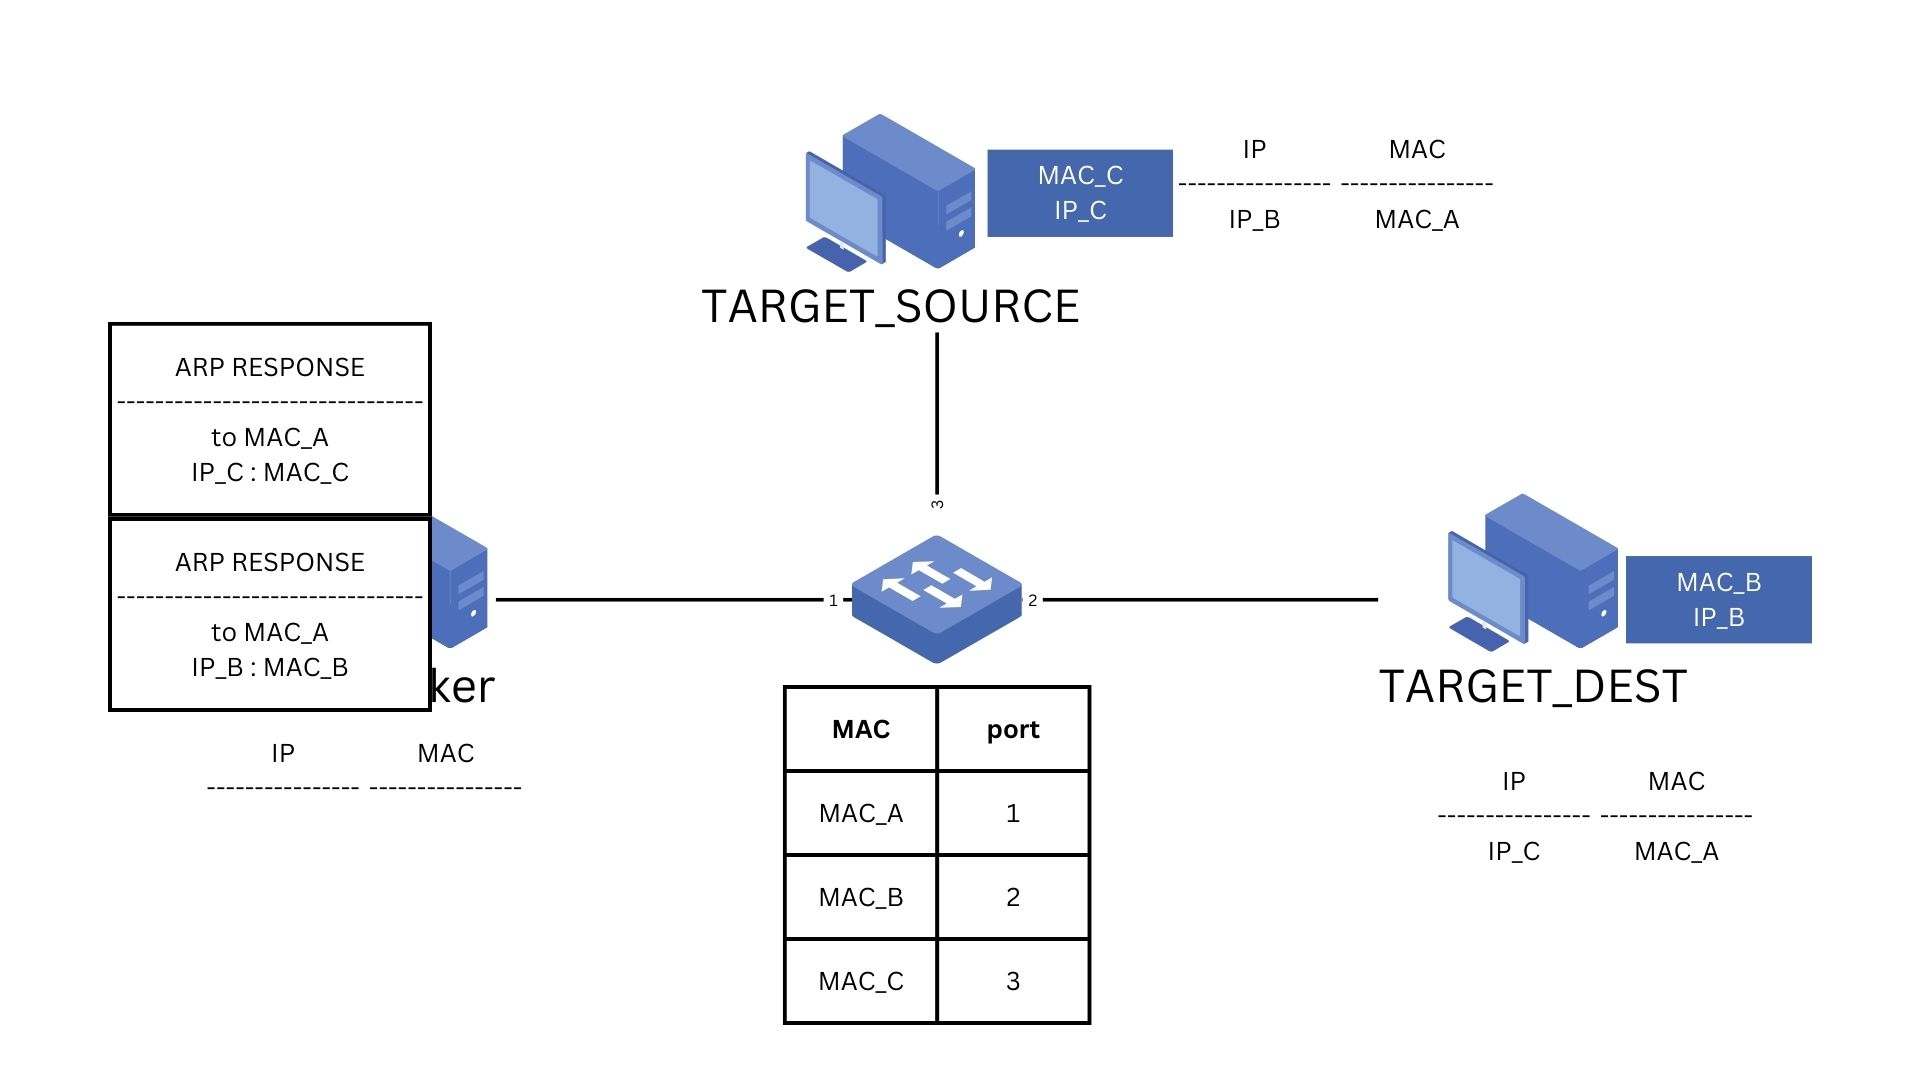 MAC_C
IP_C
IP MAC
---------------- ----------------
IP_B MAC_A
TARGET_SOURCE
3
ARP RESPONSE
--------------------------------
to MAC_A
IP_C : MAC_C
ARP RESPONSE
--------------------------------
to MAC_A
IP_B : MAC_B
ker
IP MAC
---------------- ----------------
1
2
MAC port
MAC_A 1
MAC_B 2
MAC_C 3
MAC_B
IP_B
TARGET_DEST
IP MAC
---------------- ----------------
IP_C MAC_A